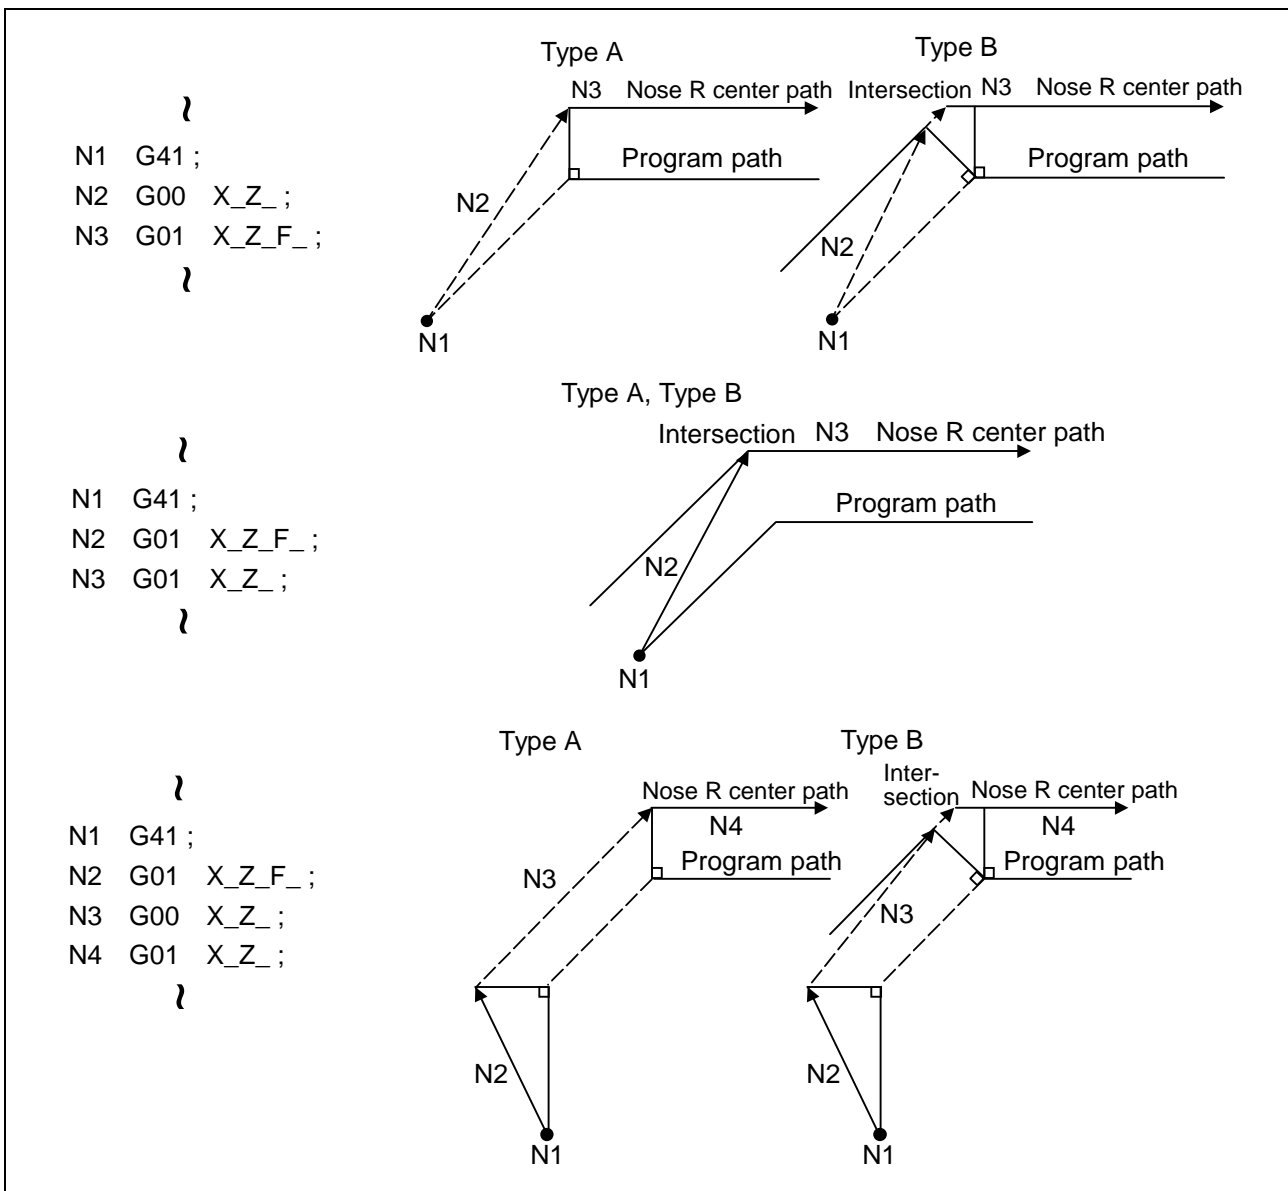 Type A
Type B
N3 Nose R center path
Intersection N3 Nose R center path
N1 G41 ;
N2 G00 X_Z_ ;
N3 G01 X_Z_F_ ;
Program path
Program path
N2
N2
N1
N1
Type A, Type B
Intersection N3 Nose R center path
N1 G41 ;
N2 G01 X_Z_F_ ;
N3 G01 X_Z_ ;
Program path
N2
N1
Type A
Type B
Inter-
section
Nose R center path
Nose R center path
N4
N4
N1 G41 ;
N2 G01 X_Z_F_ ;
N3 G00 X_Z_ ;
N4 G01 X_Z_ ;
Program path
Program path
N3
N3
N2
N2
N1
N1